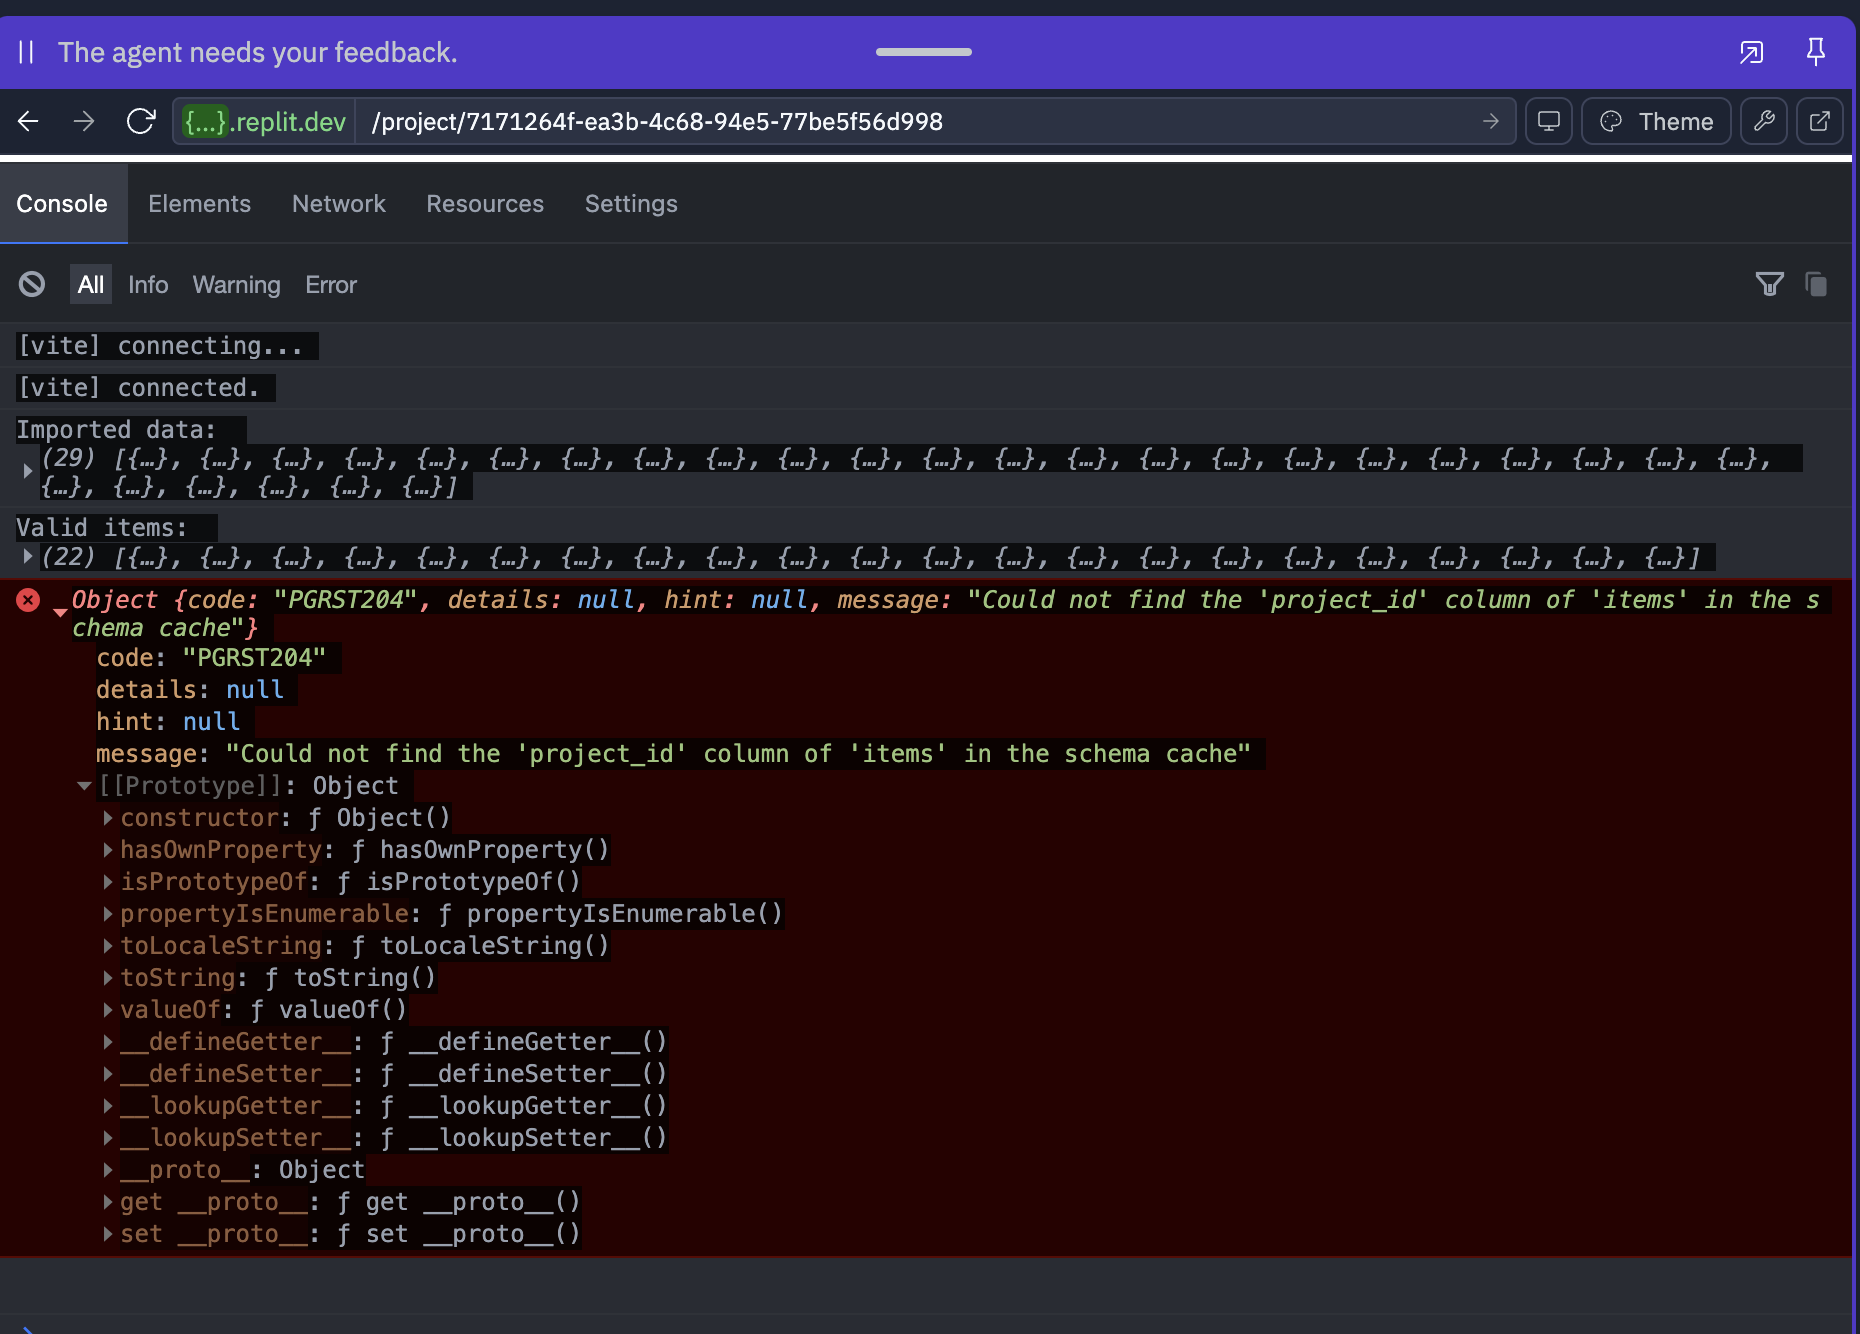 The agent needs your feedback.
{...}.replit.dev /project/7171264f-ea3b-4c68-94e5-77be5f56d998 Theme
Console Elements Network Resources Settings
All Info Warning Error
[vite] connecting...
[vite] connected.
Imported data:
(29) [{…}, {…}, {…}, {…}, {…}, {…}, {…}, {…}, {…}, {…}, {…}, {…}, {…}, {…}, {…}, {…}, {…}, {…}, {…}, {…}, {…}, {…}, {…},
{…}, {…}, {…}, {…}, {…}, {…}]
Valid items:
(22) [{…}, {…}, {…}, {…}, {…}, {…}, {…}, {…}, {…}, {…}, {…}, {…}, {…}, {…}, {…}, {…}, {…}, {…}, {…}, {…}, {…}, {…}]
Object {code: "PGRST204", details: null, hint: null, message: "Could not find the 'project_id' column of 'items' in the s
chema cache"}
code: "PGRST204"
details: null
hint: null
message: "Could not find the 'project_id' column of 'items' in the schema cache"
[[Prototype]]: Object
constructor: ƒ Object()
hasOwnProperty: ƒ hasOwnProperty()
isPrototypeOf: ƒ isPrototypeOf()
propertyIsEnumerable: ƒ propertyIsEnumerable()
toLocaleString: ƒ toLocaleString()
toString: ƒ toString()
valueOf: ƒ valueOf()
__defineGetter__: ƒ __defineGetter__()
__defineSetter__: ƒ __defineSetter__()
__lookupGetter__: ƒ __lookupGetter__()
__lookupSetter__: ƒ __lookupSetter__()
__proto__: Object
get __proto__: ƒ get __proto__()
set __proto__: ƒ set __proto__()